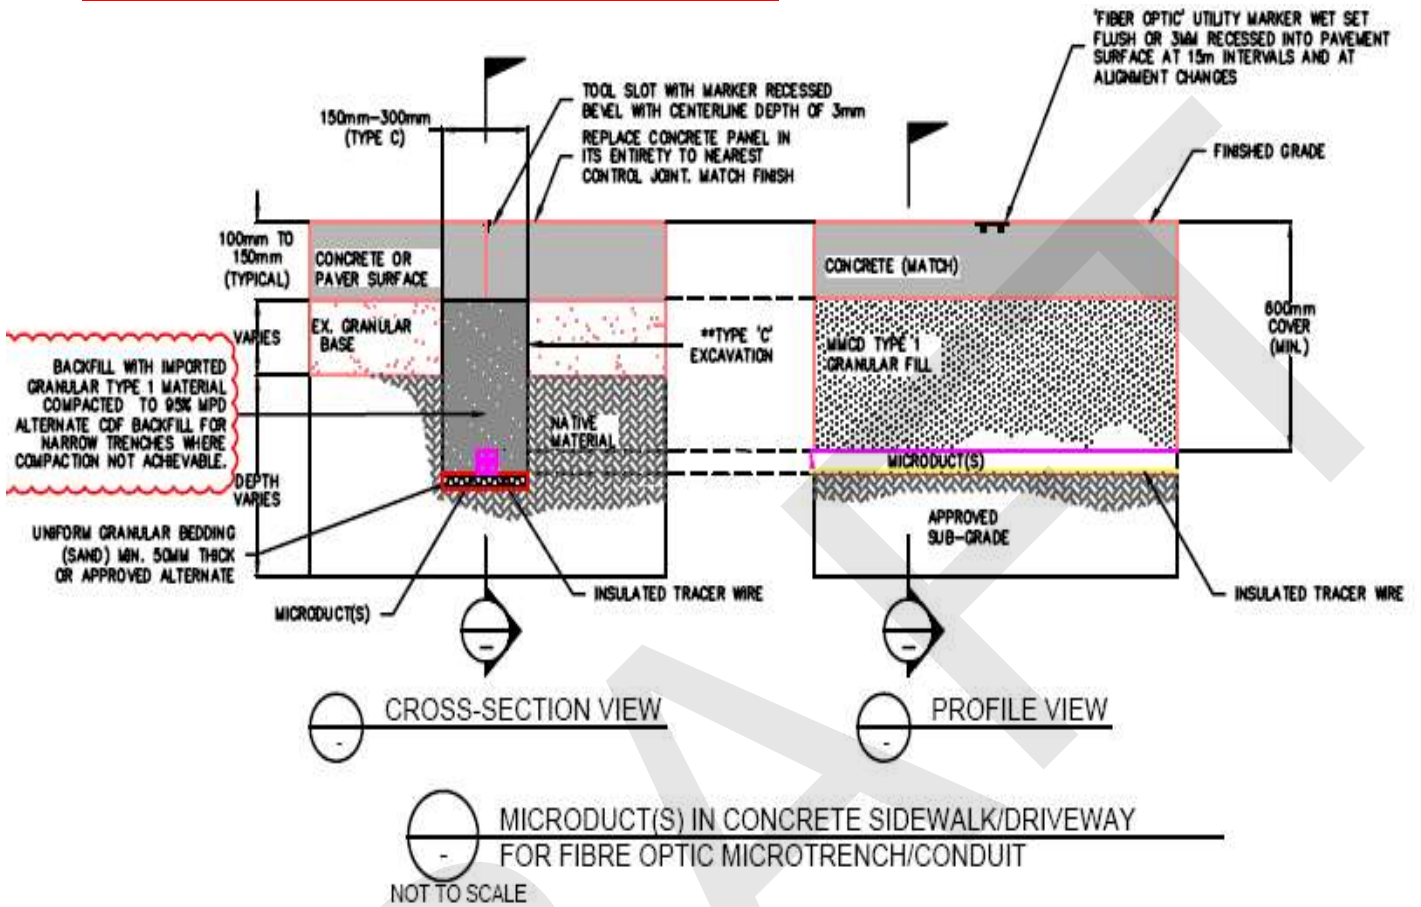 'FIBER OPTIC' UTILITY MARKER WET SET
FLUSH OR 3MM RECESSED INTO PAVEMENT
SURFACE AT 15m INTERVALS AND AT
ALIGNMENT CHANGES
TOOL SLOT WITH MARKER RECESSED
BEVEL WITH CENTERLINE DEPTH OF 3mm
150mm-300mm
(TYPE C)
REPLACE CONCRETE PANEL IN
ITS ENTIRETY TO NEAREST
CONTROL JOINT. MATCH FINISH
FINISHED GRADE
100mm TO
150mm
(TYPICAL)
CONCRETE OR
PAVER SURFACE
CONCRETE (MATCH)
600mm
COVER
(MIN.)
VARIES
EX. GRANULAR
BASE
**TYPE 'C'
EXCAVATION
MMCD TYPE 1
GRANULAR FILL
BACKFILL WITH IMPORTED
GRANULAR TYPE 1 MATERIAL
COMPACTED TO 95% MPD
ALTERNATE CDF BACKFILL FOR
NARROW TRENCHES WHERE
COMPACTION NOT ACHIEVABLE.
NATIVE
MATERIAL
MICRODUCT(S)
DEPTH
VARIES
APPROVED
SUB-GRADE
UNIFORM GRANULAR BEDDING
(SAND) MIN. 50MM THICK
OR APPROVED ALTERNATE
MICRODUCT(S)
INSULATED TRACER WIRE
INSULATED TRACER WIRE
-
-
CROSS-SECTION VIEW
-
PROFILE VIEW
-
MICRODUCT(S) IN CONCRETE SIDEWALK/DRIVEWAY
FOR FIBRE OPTIC MICROTRENCH/CONDUIT
-
NOT TO SCALE